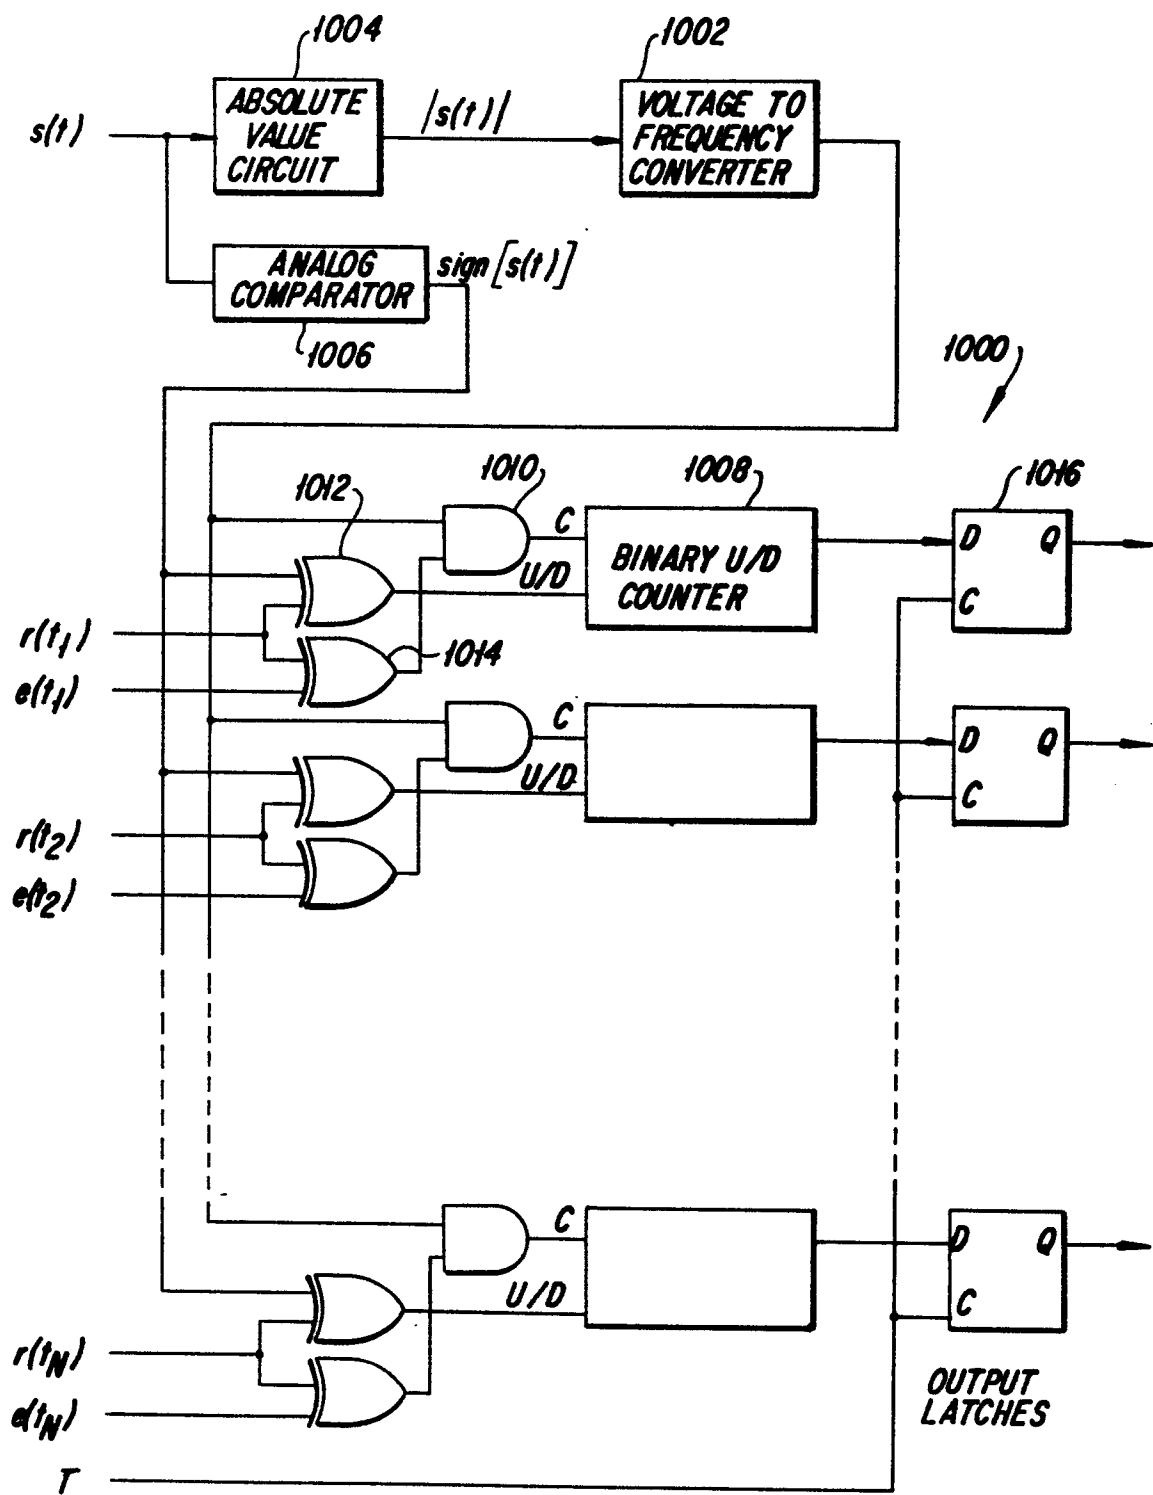 1004
1002
s(t)
ABSOLUTE
VALUE
CIRCUIT
|s(t)|
VOLTAGE TO
FREQUENCY
CONVERTER
ANALOG
COMPARATOR
sign[s(t)]
1006
1000
1012
1010
1008
1016
C
U/D
BINARY U/D
COUNTER
D Q
C
r(t1)
1014
e(t1)
C
U/D
D Q
C
r(t2)
e(t2)
C
U/D
D Q
C
r(tN)
e(tN)
OUTPUT
LATCHES
T